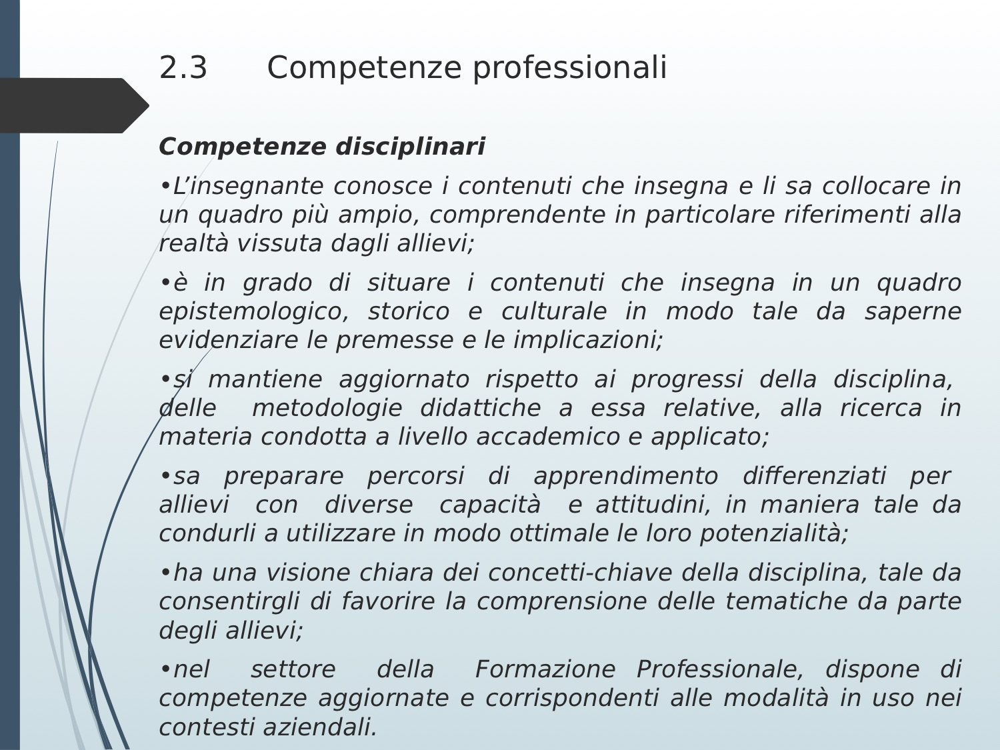 2.3 Competenze professionali
Competenze disciplinari
•L’insegnante conosce i contenuti che insegna e li sa collocare in
un quadro più ampio, comprendente in particolare riferimenti alla
realtà vissuta dagli allievi;
•è in grado di situare i contenuti che insegna in un quadro
epistemologico, storico e culturale in modo tale da saperne
evidenziare le premesse e le implicazioni;
•si mantiene aggiornato rispetto ai progressi della disciplina,
delle metodologie didattiche a essa relative, alla ricerca in
materia condotta a livello accademico e applicato;
•sa preparare percorsi di apprendimento differenziati per
allievi con diverse capacità e attitudini, in maniera tale da
condurli a utilizzare in modo ottimale le loro potenzialità;
•ha una visione chiara dei concetti-chiave della disciplina, tale da
consentirgli di favorire la comprensione delle tematiche da parte
degli allievi;
•nel settore della Formazione Professionale, dispone di
competenze aggiornate e corrispondenti alle modalità in uso nei
contesti aziendali.